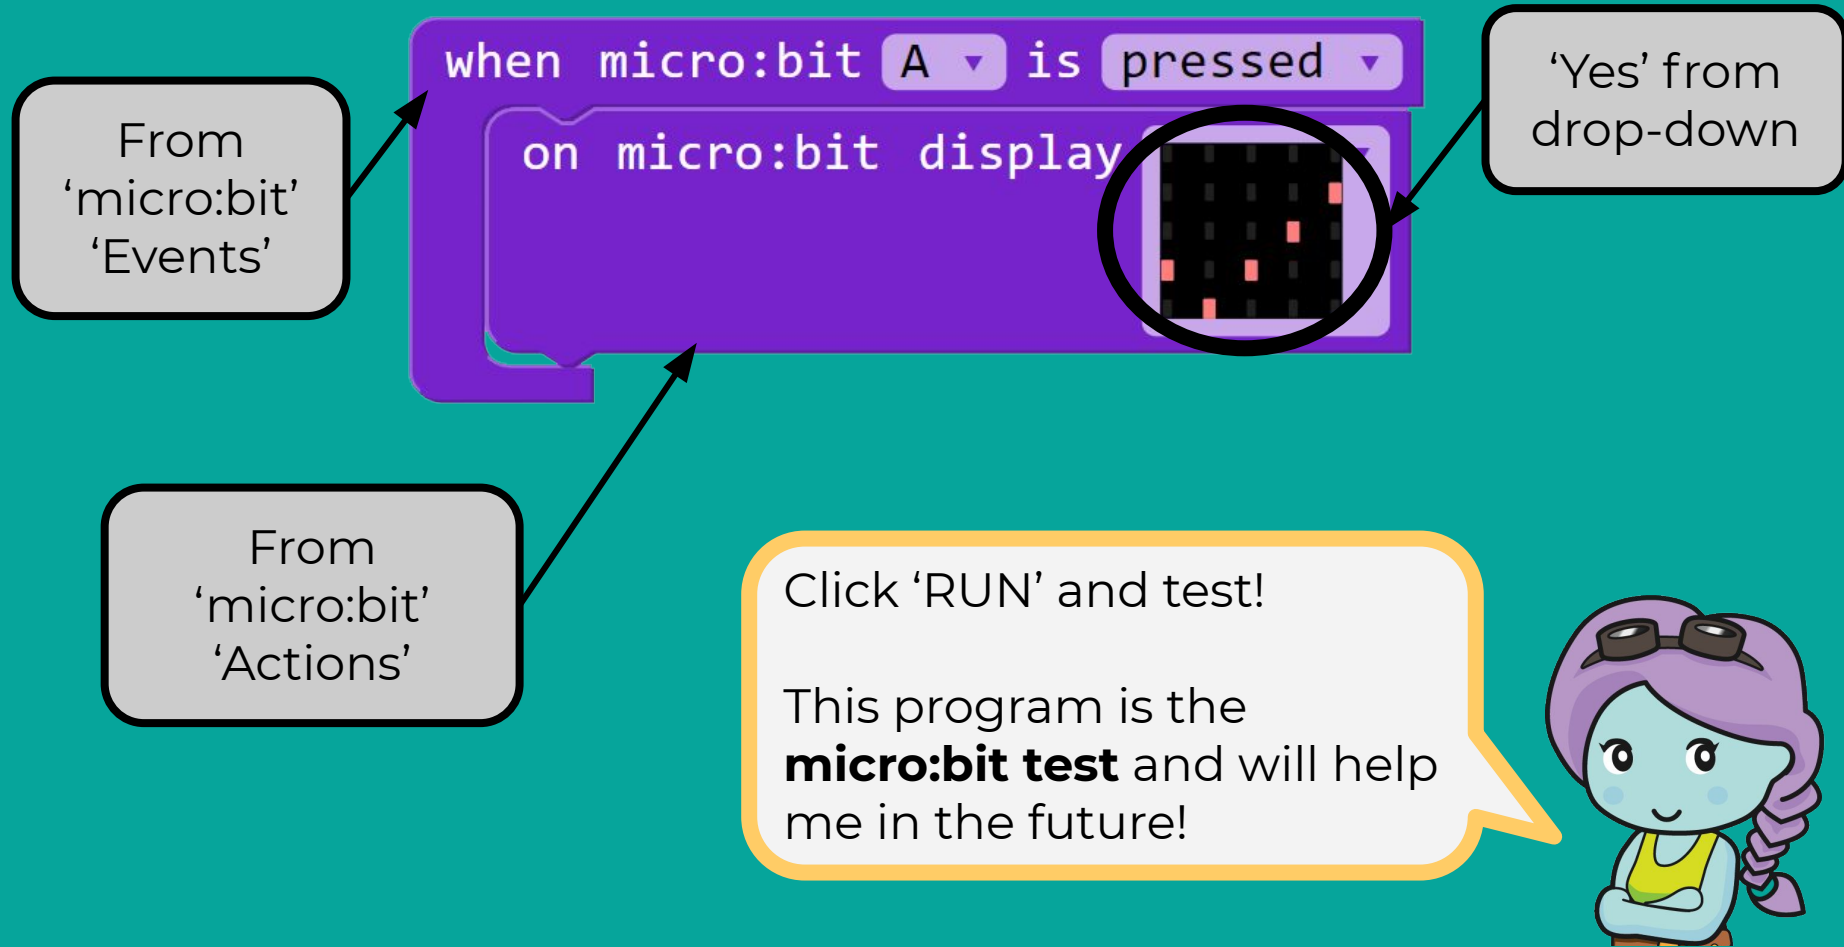 when micro:bit A is pressed
on micro:bit display
From
‘micro:bit’
‘Events’
‘Yes’ from
drop-down
From
‘micro:bit’
‘Actions’
Click ‘RUN’ and test!
This program is the
micro:bit test and will help
me in the future!